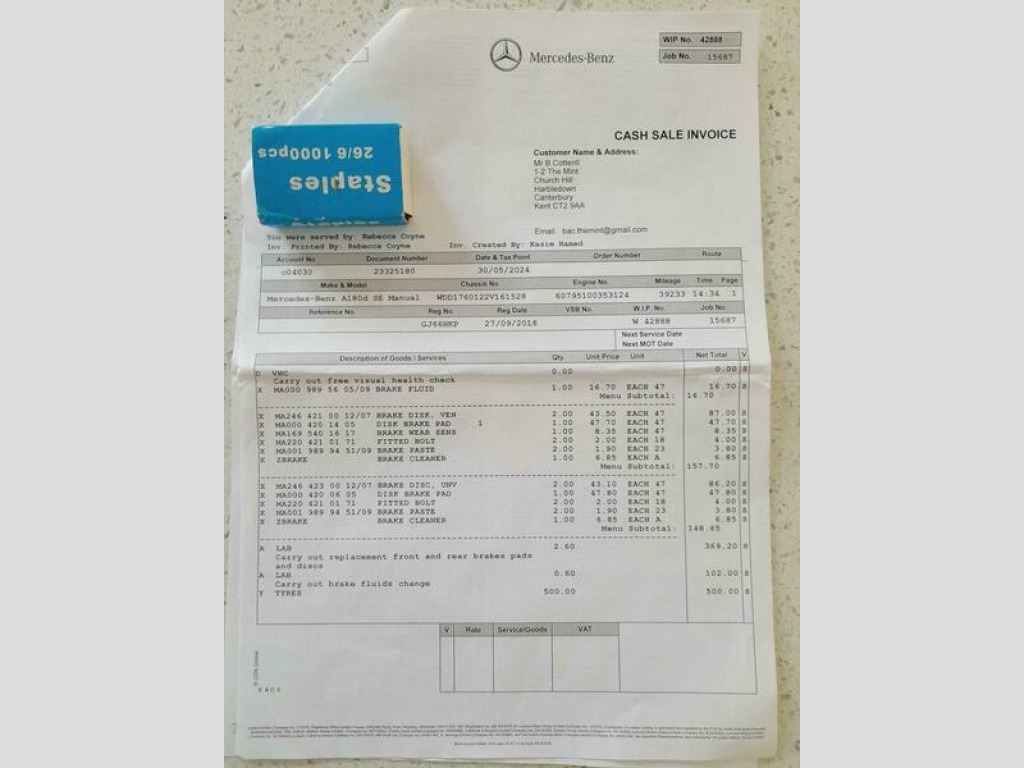 WIP No. 42888
Job No. 15687
Mercedes-Benz
CASH SALE INVOICE
Customer Name & Address:
Mr B Cotterill
1-2 The Mint
Church Hill
Harbledown
Canterbury
Kent CT2 9AA
Email bac.themint@gmail.com
26/6 1000pcs
Staples
You were served by: Rebecca Coyne
Inv. Printed By: Rebecca Coyne Inv. Created By: Kasim Hamed
Account No Document Number Date & Tax Point Order Number Route
c04030 23325180 30/05/2024
Make & Model Chassis No. Engine No. Mileage Time Page
Mercedes-Benz A180d SE Manual WDD1760122V161528 60795100353124 39233 14:34 1
Reference No. Reg No Reg Date VSB No. W.I.P. No. Job No.
GJ66HKP 27/09/2016 W 42888 15687
Next Service Date
Next MOT Date
Description of Goods / Services Qty. Unit Price Unit Net Total V
D VHC 0.00 0.00 S
Carry out free visual health check
X MA000 989 56 05/09 BRAKE FLUID 1.00 16.70 EACH 47 16.70 S
Menu Subtotal: 16.70
X MA246 421 00 12/07 BRAKE DISK, VEN 2.00 43.50 EACH 47 87.00 S
X MA000 420 14 05 DISK BRAKE PAD 1 1.00 47.70 EACH 47 47.70 S
X MA169 540 16 17 BRAKE WEAR SENS 1.00 8.35 EACH 47 8.35 S
X MA220 421 01 71 FITTED BOLT 2.00 2.00 EACH 18 4.00 S
X MA001 989 94 51/09 BRAKE PASTE 2.00 1.90 EACH 23 3.80 S
X ZBRAKE BRAKE CLEANER 1.00 6.85 EACH A 6.85 S
Menu Subtotal: 157.70
X MA246 423 00 12/07 BRAKE DISC, UNV 2.00 43.10 EACH 47 86.20 S
X MA000 420 06 05 DISK BRAKE PAD 1.00 47.80 EACH 47 47.80 S
X MA220 421 01 71 FITTED BOLT 2.00 2.00 EACH 18 4.00 S
X MA001 989 94 51/09 BRAKE PASTE 2.00 1.90 EACH 23 3.80 S
X ZBRAKE BRAKE CLEANER 1.00 6.85 EACH A 6.85 S
Menu Subtotal: 148.65
A LAB 2.60 369.20 S
Carry out replacement front and rear brakes pads
and discs
A LAB 0.60 102.00 S
Carry out brake fluids change
Y TYRES 500.00 500.00 S
V Rate Service/Goods VAT
© CDK Global